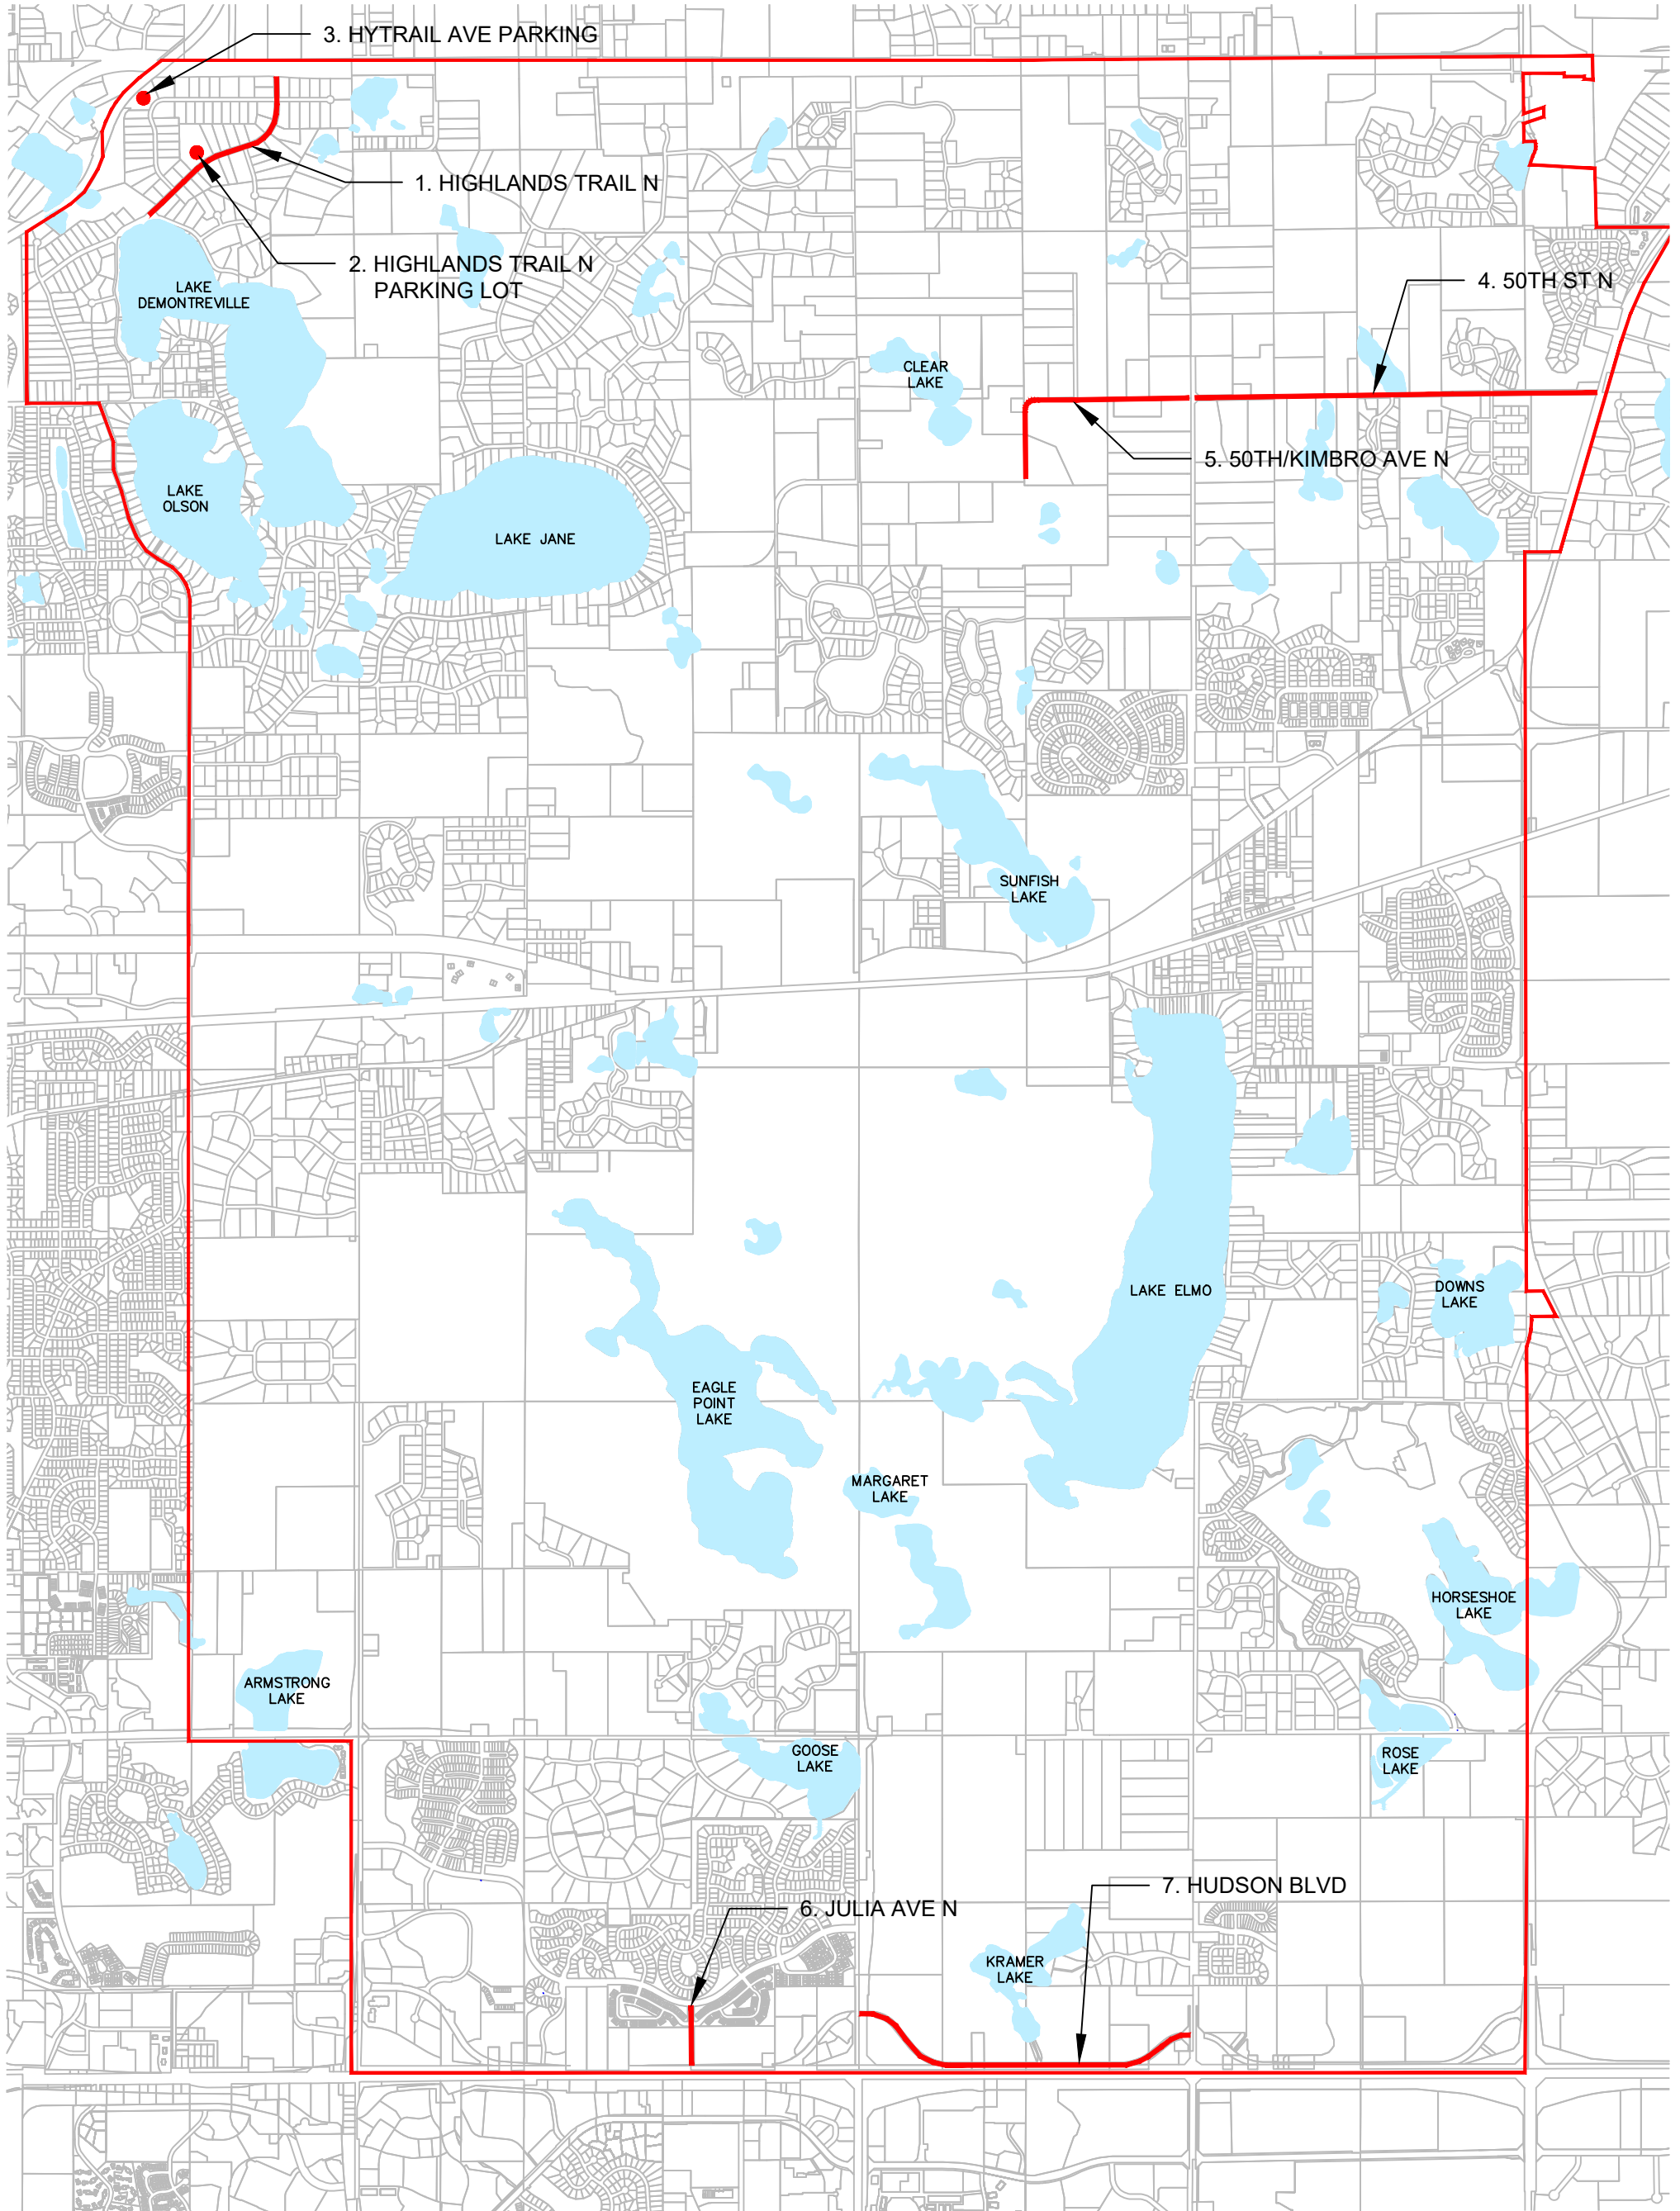 3. HYTRAIL AVE PARKING
1. HIGHLANDS TRAIL N
2. HIGHLANDS TRAIL N
PARKING LOT
4. 50TH ST N
LAKE
DEMONTREVILLE
CLEAR
LAKE
5. 50TH/KIMBRO AVE N
LAKE
OLSON
LAKE JANE
SUNFISH
LAKE
LAKE ELMO
DOWNS
LAKE
EAGLE
POINT
LAKE
MARGARET
LAKE
HORSESHOE
LAKE
ARMSTRONG
LAKE
GOOSE
LAKE
ROSE
LAKE
7. HUDSON BLVD
6. JULIA AVE N
KRAMER
LAKE